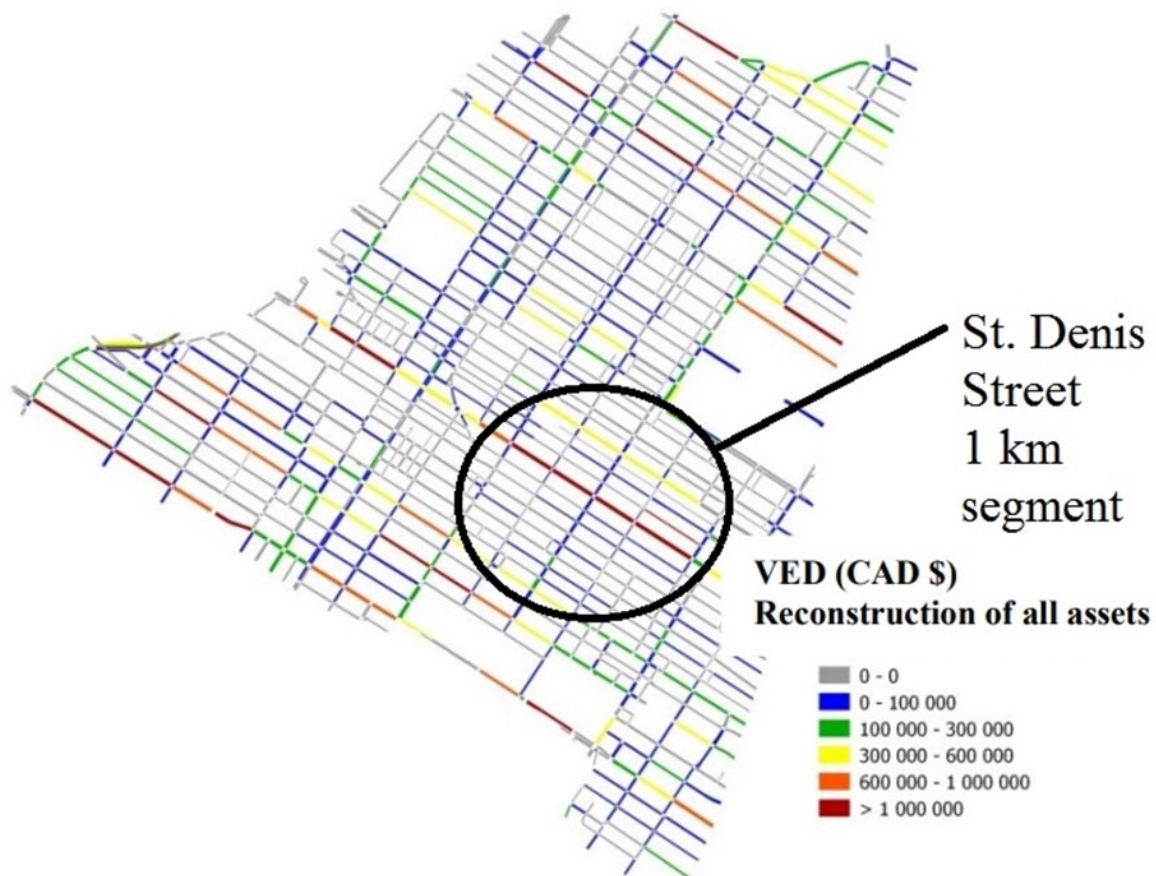 St. Denis
Street
1 km
segment
VED (CAD $)
Reconstruction of all assets
0 - 0
0 - 100 000
100 000 - 300 000
300 000 - 600 000
600 000 - 1 000 000
> 1 000 000